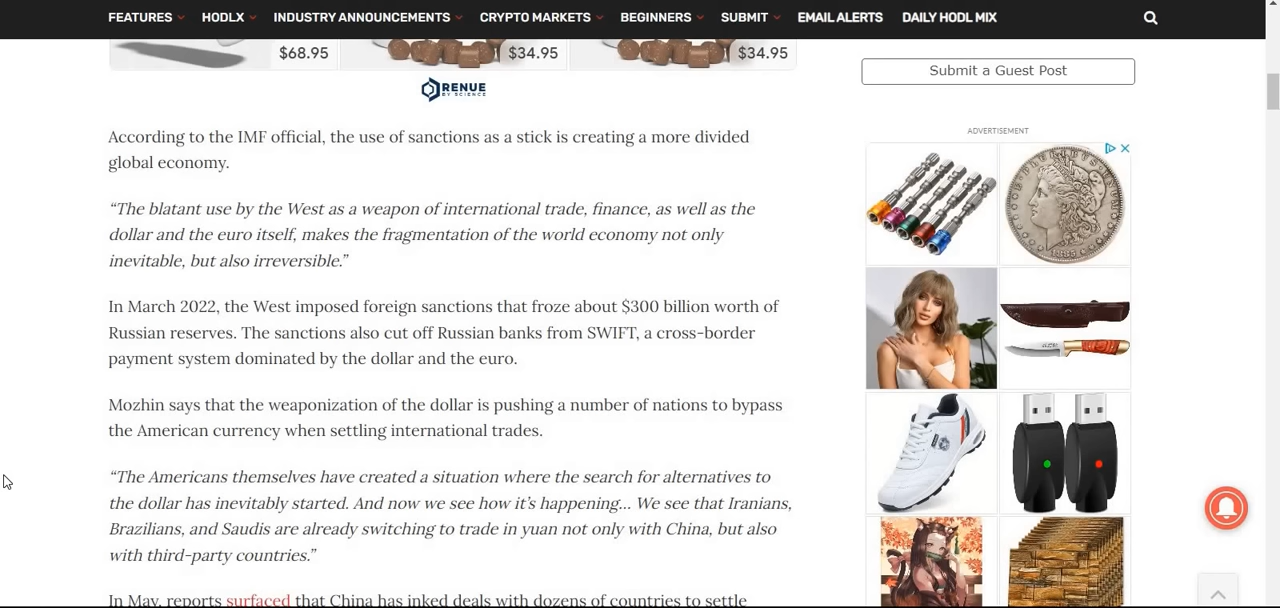 FEATURES HODLX INDUSTRY ANNOUNCEMENTS CRYPTO MARKETS BEGINNERS SUBMIT EMAIL ALERTS DAILY HODL MIX
$68.95 $34.95 $34.95
RENUE
BY SCIENCE
According to the IMF official, the use of sanctions as a stick is creating a more divided
global economy.
“The blatant use by the West as a weapon of international trade, finance, as well as the
dollar and the euro itself, makes the fragmentation of the world economy not only
inevitable, but also irreversible.”
In March 2022, the West imposed foreign sanctions that froze about $300 billion worth of
Russian reserves. The sanctions also cut off Russian banks from SWIFT, a cross-border
payment system dominated by the dollar and the euro.
Mozhin says that the weaponization of the dollar is pushing a number of nations to bypass
the American currency when settling international trades.
“The Americans themselves have created a situation where the search for alternatives to
the dollar has inevitably started. And now we see how it’s happening… We see that Iranians,
Brazilians, and Saudis are already switching to trade in yuan not only with China, but also
with third-party countries.”
In May, reports surfaced that China has inked deals with dozens of countries to settle
Submit a Guest Post
ADVERTISEMENT